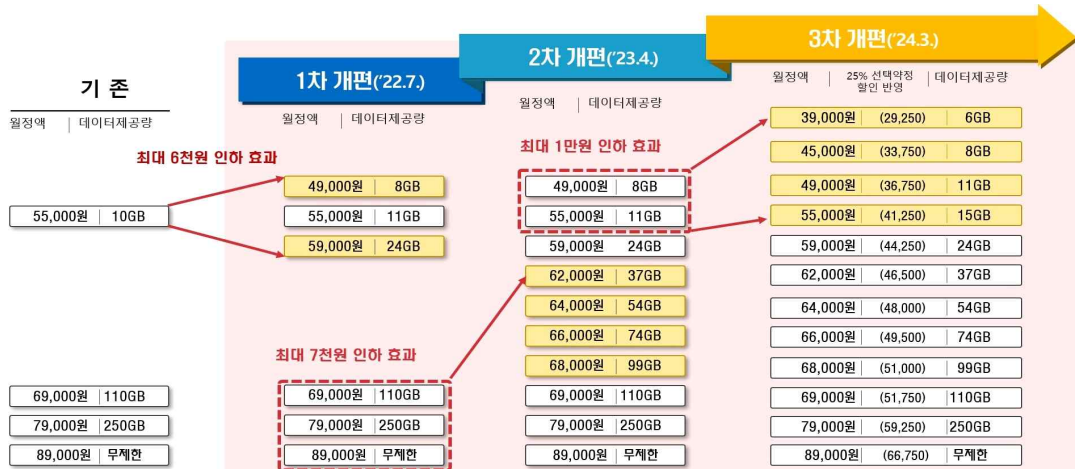 기 존
월정액 | 데이터제공량
55,000원 | 10GB
69,000원 | 110GB
79,000원 | 250GB
89,000원 | 무제한
최대 6천원 인하 효과
1차 개편('22.7.)
월정액 | 데이터제공량
49,000원 | 8GB
55,000원 | 11GB
59,000원 | 24GB
최대 7천원 인하 효과
69,000원 | 110GB
79,000원 | 250GB
89,000원 | 무제한
2차 개편('23.4.)
월정액 | 데이터제공량
최대 1만원 인하 효과
49,000원 | 8GB
55,000원 | 11GB
59,000원 | 24GB
62,000원 | 37GB
64,000원 | 54GB
66,000원 | 74GB
68,000원 | 99GB
69,000원 | 110GB
79,000원 | 250GB
89,000원 | 무제한
3차 개편('24.3.)
월정액 | 25% 선택약정 | 데이터제공량
할인 반영
39,000원 | (29,250) | 6GB
45,000원 | (33,750) | 8GB
49,000원 | (36,750) | 11GB
55,000원 | (41,250) | 15GB
59,000원 | (44,250) | 24GB
62,000원 | (46,500) | 37GB
64,000원 | (48,000) | 54GB
66,000원 | (49,500) | 74GB
68,000원 | (51,000) | 99GB
69,000원 | (51,750) | 110GB
79,000원 | (59,250) | 250GB
89,000원 | (66,750) | 무제한